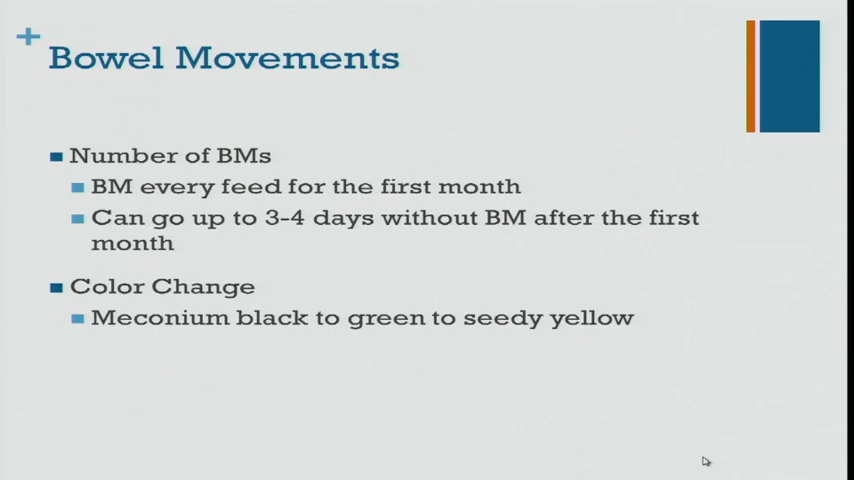 +
Bowel Movements
Number of BMs
BM every feed for the first month
Can go up to 3-4 days without BM after the first
month
Color Change
Meconium black to green to seedy yellow